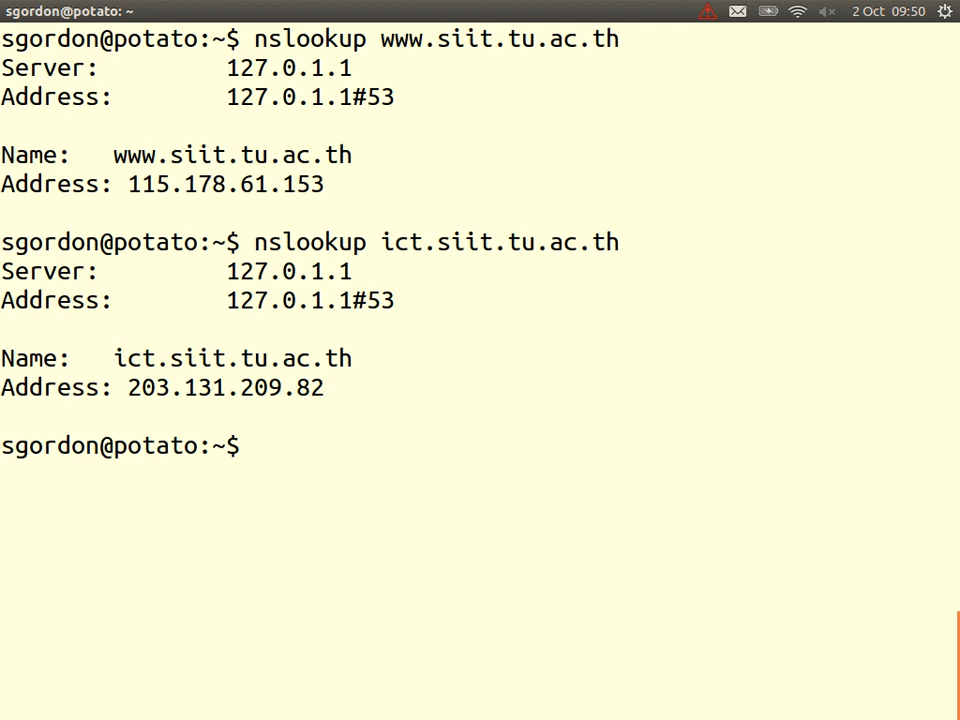 sgordon@potato: ~
2 Oct 09:50
sgordon@potato:~$ nslookup www.siit.tu.ac.th
Server: 127.0.1.1
Address: 127.0.1.1#53
Name: www.siit.tu.ac.th
Address: 115.178.61.153
sgordon@potato:~$ nslookup ict.siit.tu.ac.th
Server: 127.0.1.1
Address: 127.0.1.1#53
Name: ict.siit.tu.ac.th
Address: 203.131.209.82
sgordon@potato:~$